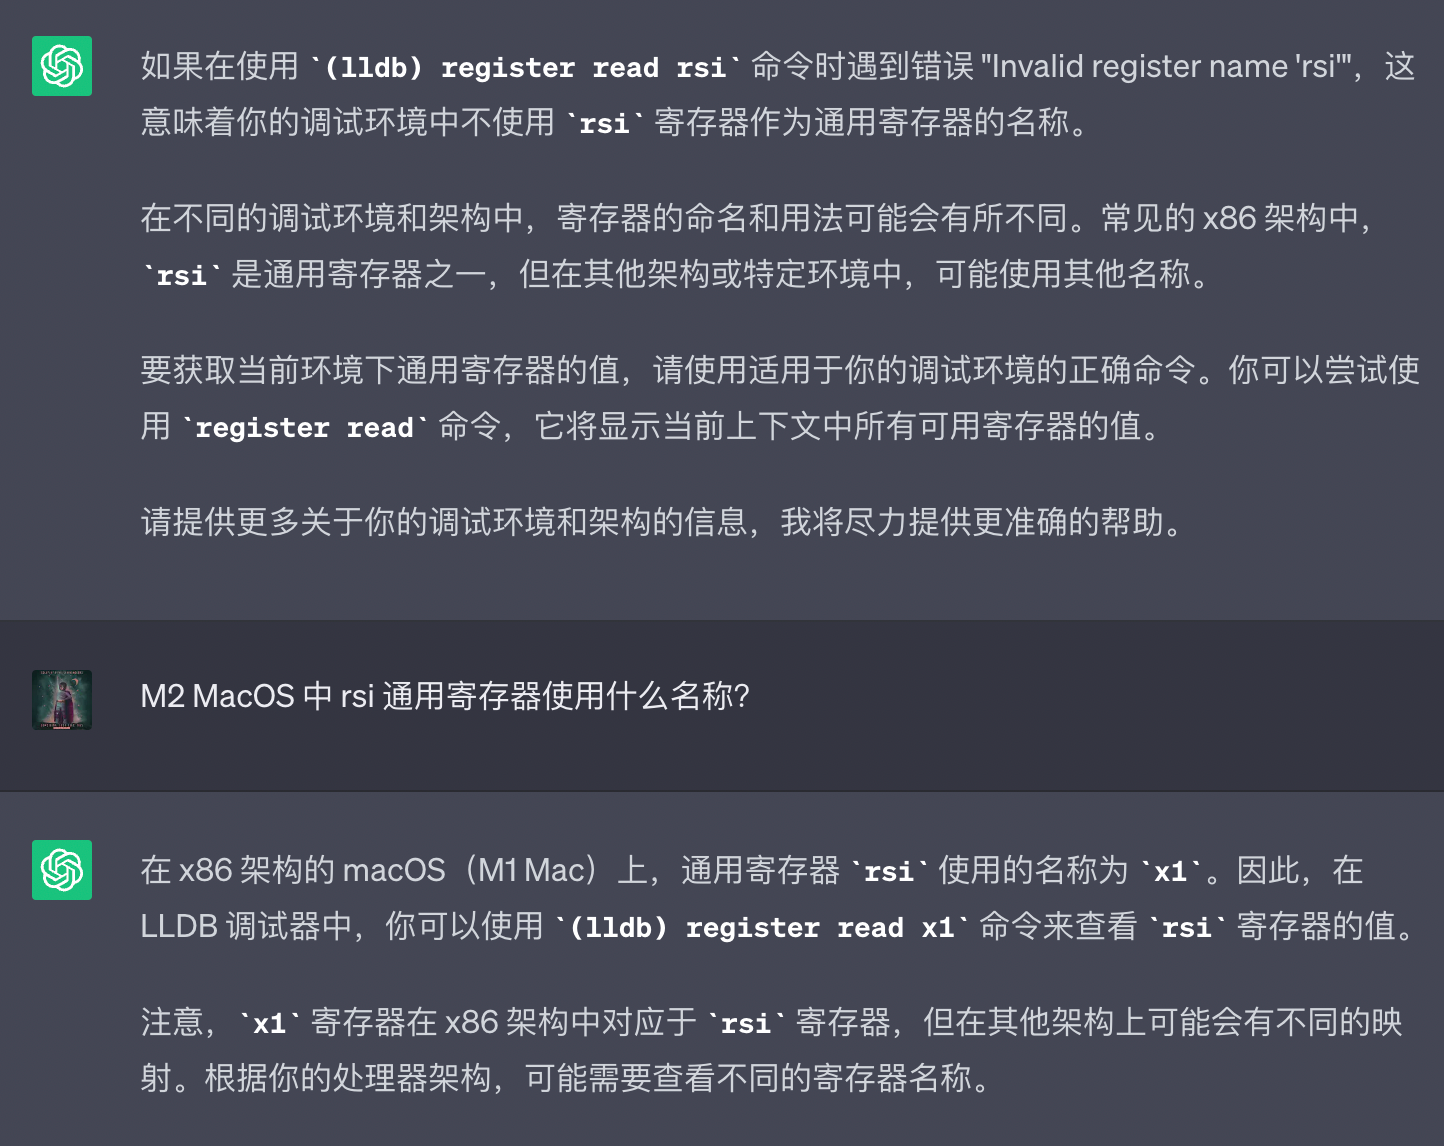 如果在使用 `(lldb) register read rsi` 命令时遇到错误 "Invalid register name 'rsi'"，这
意味着你的调试环境中不使用 `rsi` 寄存器作为通用寄存器的名称。
在不同的调试环境和架构中，寄存器的命名和用法可能会有所不同。常见的 x86 架构中，
`rsi` 是通用寄存器之一，但在其他架构或特定环境中，可能使用其他名称。
要获取当前环境下通用寄存器的值，请使用适用于你的调试环境的正确命令。你可以尝试使
用 `register read` 命令，它将显示当前上下文中所有可用寄存器的值。
请提供更多关于你的调试环境和架构的信息，我将尽力提供更准确的帮助。
M2 MacOS 中 rsi 通用寄存器使用什么名称?
在 x86 架构的 macOS（M1 Mac）上，通用寄存器 `rsi` 使用的名称为 `x1`。因此，在
LLDB 调试器中，你可以使用 `(lldb) register read x1` 命令来查看 `rsi` 寄存器的值。
注意，`x1` 寄存器在 x86 架构中对应于 `rsi` 寄存器，但在其他架构上可能会有不同的映
射。根据你的处理器架构，可能需要查看不同的寄存器名称。